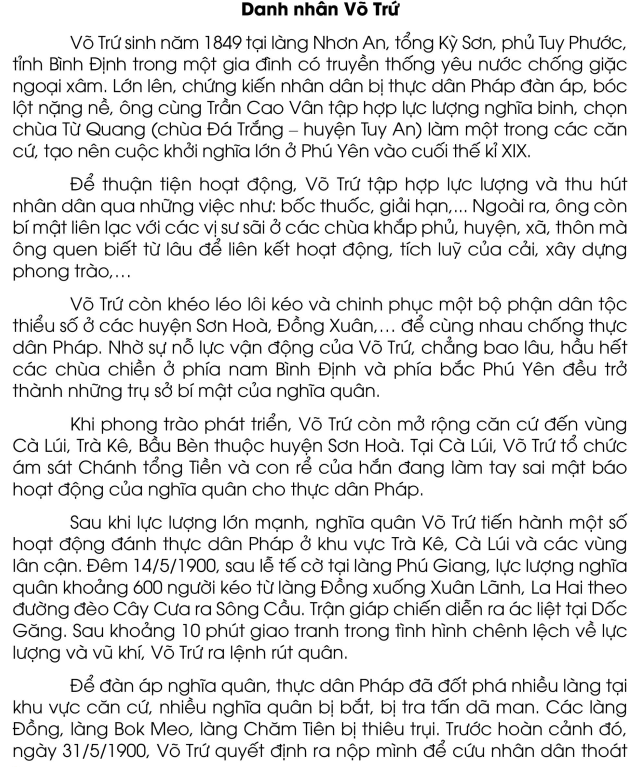 Danh nhân Võ Trứ
Võ Trứ sinh năm 1849 tại làng Nhơn An, tổng Kỳ Sơn, phủ Tuy Phước,
tỉnh Bình Định trong một gia đình có truyền thống yêu nước chống giặc
ngoại xâm. Lớn lên, chứng kiến nhân dân bị thực dân Pháp đàn áp, bóc
lột nặng nề, ông cùng Trần Cao Vân tập hợp lực lượng nghĩa binh, chọn
chùa Từ Quang (chùa Đá Trắng – huyện Tuy An) làm một trong các căn
cứ, tạo nên cuộc khởi nghĩa lớn ở Phú Yên vào cuối thế kỉ XIX.
Để thuận tiện hoạt động, Võ Trứ tập hợp lực lượng và thu hút
nhân dân qua những việc như: bốc thuốc, giải hạn,... Ngoài ra, ông còn
bí mật liên lạc với các vị sư sãi ở các chùa khắp phủ, huyện, xã, thôn mà
ông quen biết từ lâu để liên kết hoạt động, tích luỹ của cải, xây dựng
phong trào,...
Võ Trứ còn khéo léo lôi kéo và chinh phục một bộ phận dân tộc
thiểu số ở các huyện Sơn Hoà, Đồng Xuân,... để cùng nhau chống thực
dân Pháp. Nhờ sự nỗ lực vận động của Võ Trứ, chẳng bao lâu, hầu hết
các chùa chiền ở phía nam Bình Định và phía bắc Phú Yên đều trở
thành những trụ sở bí mật của nghĩa quân.
Khi phong trào phát triển, Võ Trứ còn mở rộng căn cứ đến vùng
Cà Lúi, Trà Kê, Bầu Bèn thuộc huyện Sơn Hoà. Tại Cà Lúi, Võ Trứ tổ chức
ám sát Chánh tổng Tiền và con rể của hắn đang làm tay sai mật báo
hoạt động của nghĩa quân cho thực dân Pháp.
Sau khi lực lượng lớn mạnh, nghĩa quân Võ Trứ tiến hành một số
hoạt động đánh thực dân Pháp ở khu vực Trà Kê, Cà Lúi và các vùng
lân cận. Đêm 14/5/1900, sau lễ tế cờ tại làng Phú Giang, lực lượng nghĩa
quân khoảng 600 người kéo từ làng Đồng xuống Xuân Lãnh, La Hai theo
đường đèo Cây Cưa ra Sông Cầu. Trận giáp chiến diễn ra ác liệt tại Dốc
Găng. Sau khoảng 10 phút giao tranh trong tình hình chênh lệch về lực
lượng và vũ khí, Võ Trứ ra lệnh rút quân.
Để đàn áp nghĩa quân, thực dân Pháp đã đốt phá nhiều làng tại
khu vực căn cứ, nhiều nghĩa quân bị bắt, bị tra tấn dã man. Các làng
Đồng, làng Bok Meo, làng Chăm Tiên bị thiêu trụi. Trước hoàn cảnh đó,
ngày 31/5/1900, Võ Trứ quyết định ra nộp mình để cứu nhân dân thoát